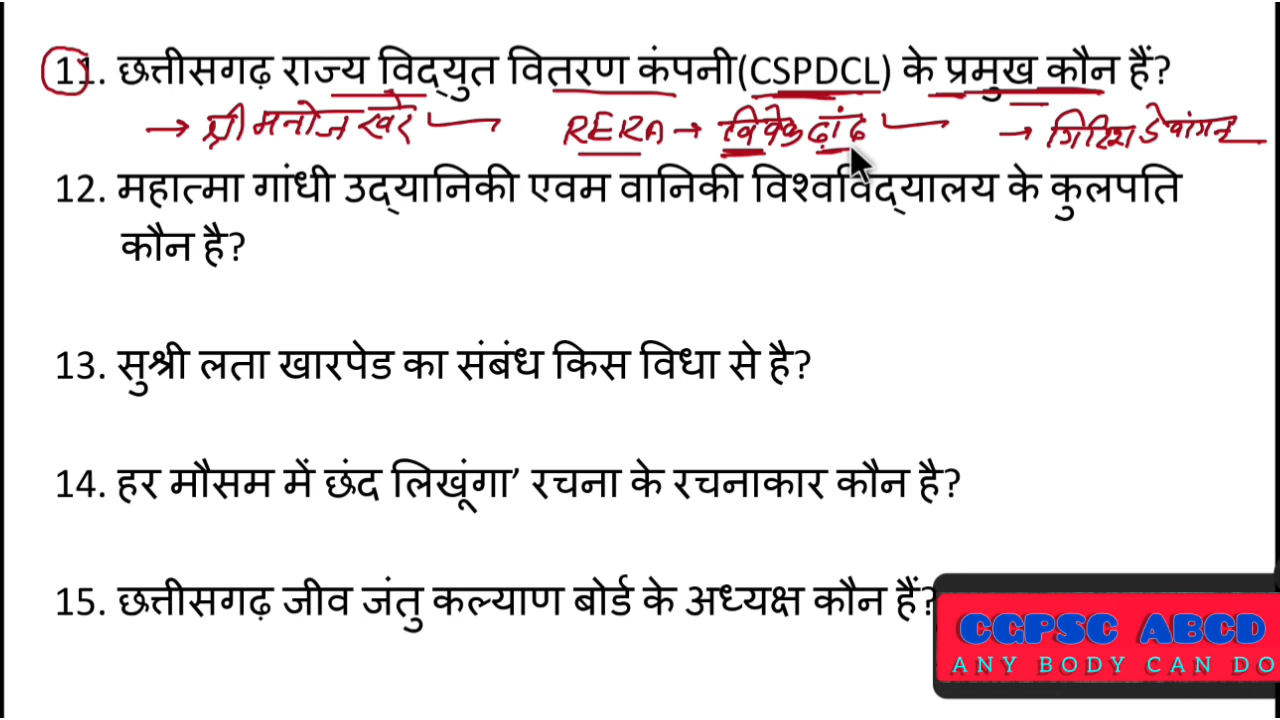 11. छत्तीसगढ़ राज्य विद्युत वितरण कंपनी(CSPDCL) के प्रमुख कौन हैं?
→ श्री मनोज खरे RERA → विवेक ढांढ → गिरिश देवांगन
12. महात्मा गांधी उद्यानिकी एवम वानिकी विश्वविद्यालय के कुलपति
कौन है?
13. सुश्री लता खारपेड का संबंध किस विधा से है?
14. हर मौसम में छंद लिखूंगा’ रचना के रचनाकार कौन है?
15. छत्तीसगढ़ जीव जंतु कल्याण बोर्ड के अध्यक्ष कौन हैं?
CGPSC ABCD
ANY BODY CAN DO